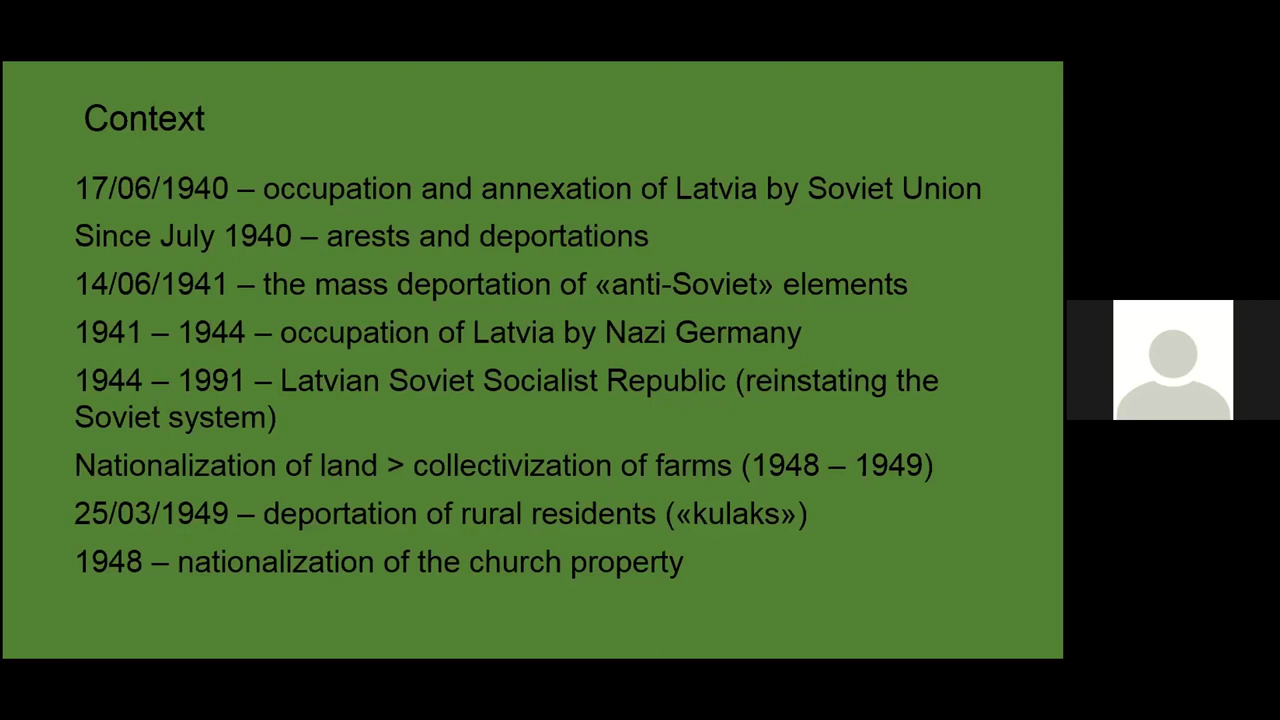 Context
17/06/1940 – occupation and annexation of Latvia by Soviet Union
Since July 1940 – arests and deportations
14/06/1941 – the mass deportation of «anti-Soviet» elements
1941 – 1944 – occupation of Latvia by Nazi Germany
1944 – 1991 – Latvian Soviet Socialist Republic (reinstating the
Soviet system)
Nationalization of land > collectivization of farms (1948 – 1949)
25/03/1949 – deportation of rural residents («kulaks»)
1948 – nationalization of the church property